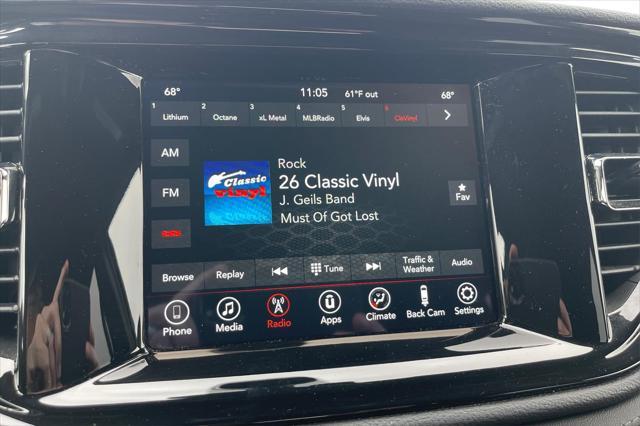 68° 11:05 61°F out 68°
1 Lithium 2 Octane 3 xL Metal 4 MLBRadio 5 Elvis 6 ClsVinyl
AM
FM
Classic
vinyl
Rock
26 Classic Vinyl
J. Geils Band
Must Of Got Lost
Fav
Browse Replay Tune Traffic & Weather Audio
Phone Media Radio Apps Climate Back Cam Settings